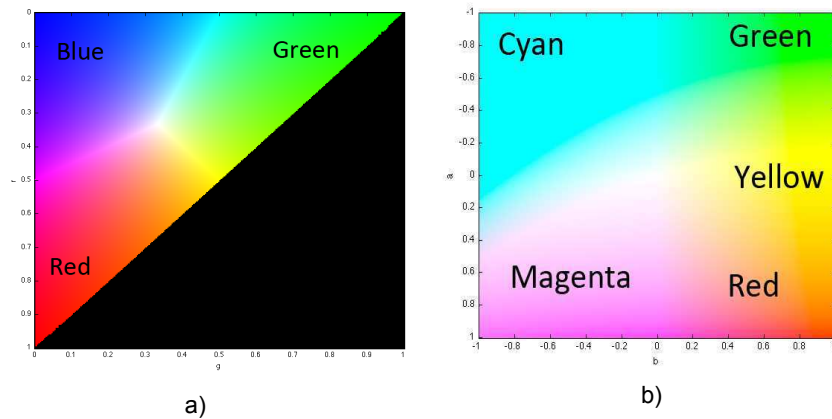 0
0.1
0.2
0.3
0.4
0.5
0.6
0.7
0.8
0.9
1
r
Blue
Green
Red
0 0.1 0.2 0.3 0.4 0.5 0.6 0.7 0.8 0.9 1
g
a)
-1
-0.8
-0.6
-0.4
-0.2
0
0.2
0.4
0.6
0.8
1
a
Cyan
Green
Yellow
Magenta
Red
-1 -0.8 -0.6 -0.4 -0.2 0 0.2 0.4 0.6 0.8 1
b
b)